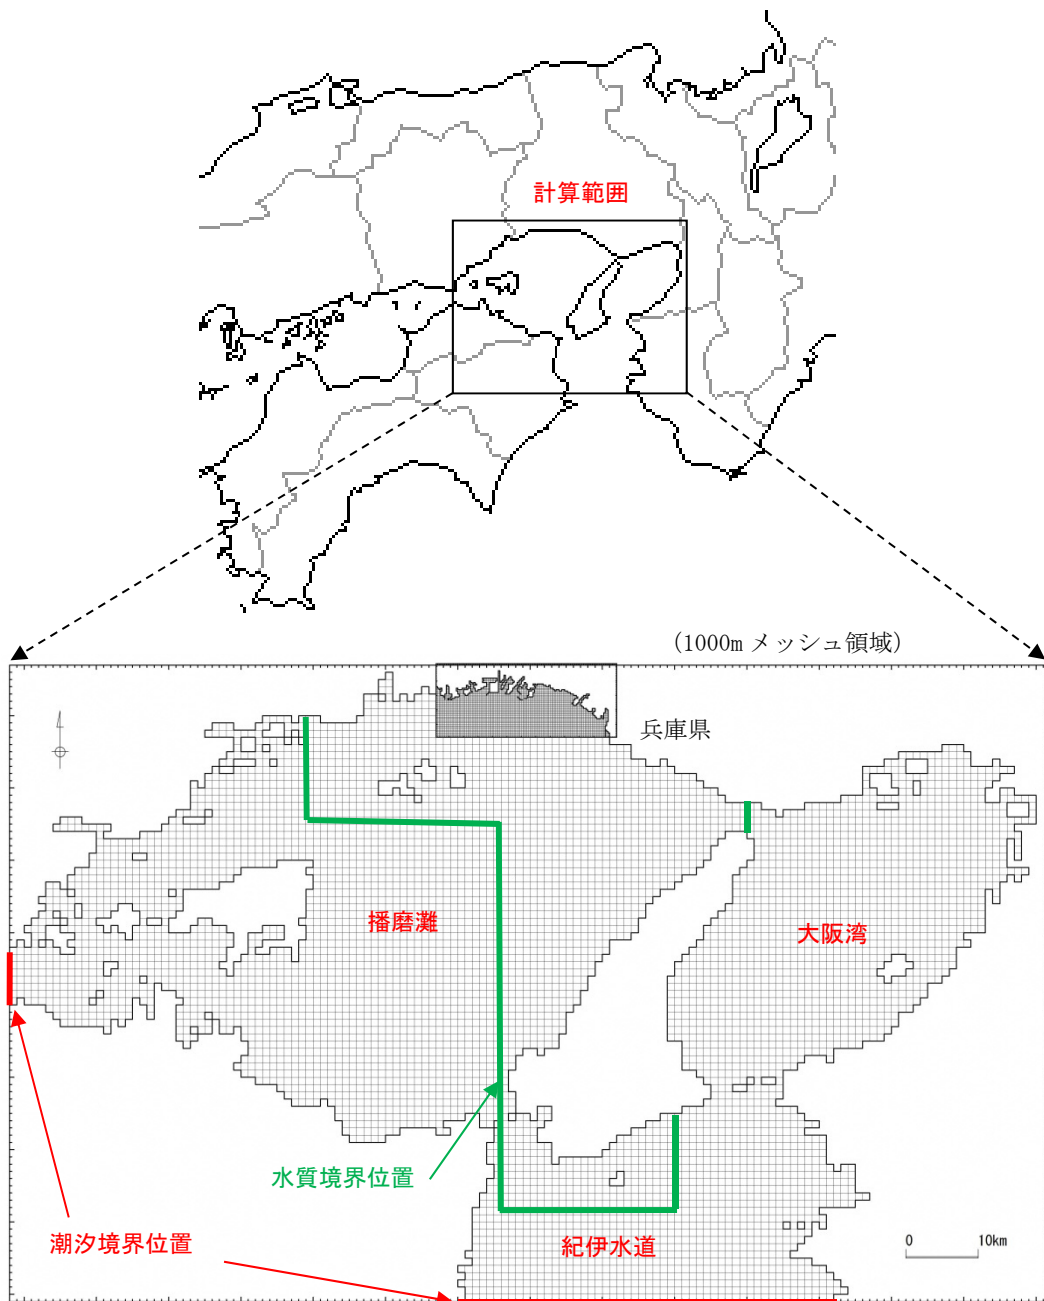 計算範囲
(1000m メッシュ領域)
兵庫県
播磨灘
大阪湾
水質境界位置
潮汐境界位置
紀伊水道
0 10km